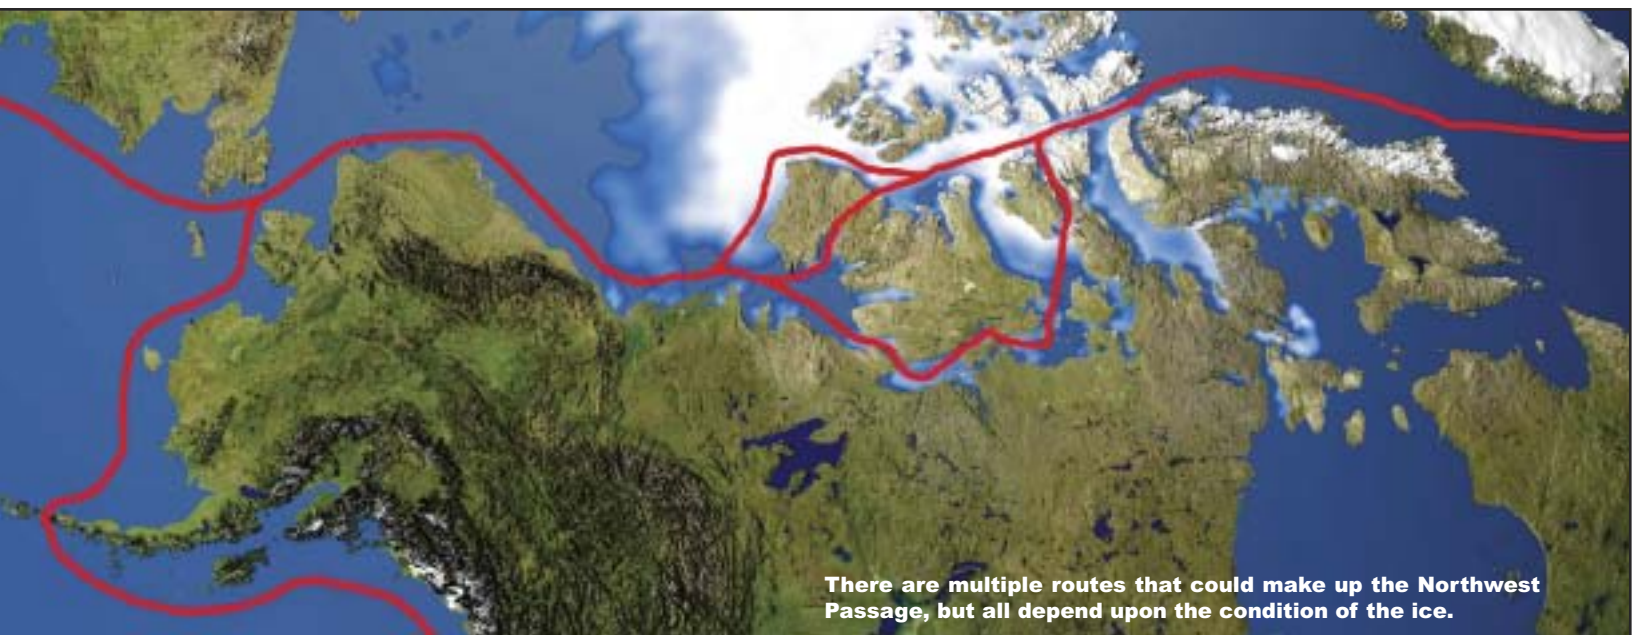 There are multiple routes that could make up the Northwest
Passage, but all depend upon the condition of the ice.